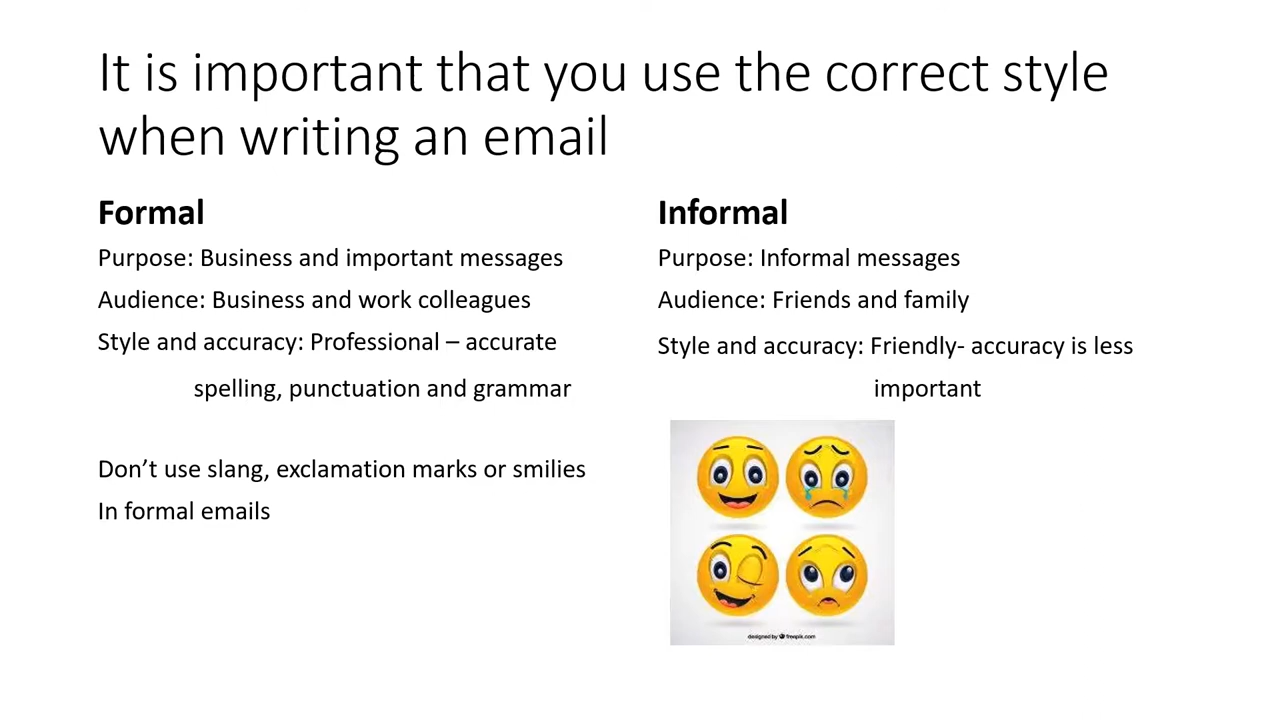 It is important that you use the correct style
when writing an email
Formal
Purpose: Business and important messages
Audience: Business and work colleagues
Style and accuracy: Professional – accurate
spelling, punctuation and grammar
Don’t use slang, exclamation marks or smilies
In formal emails
Informal
Purpose: Informal messages
Audience: Friends and family
Style and accuracy: Friendly- accuracy is less
important
designed by freepik.com